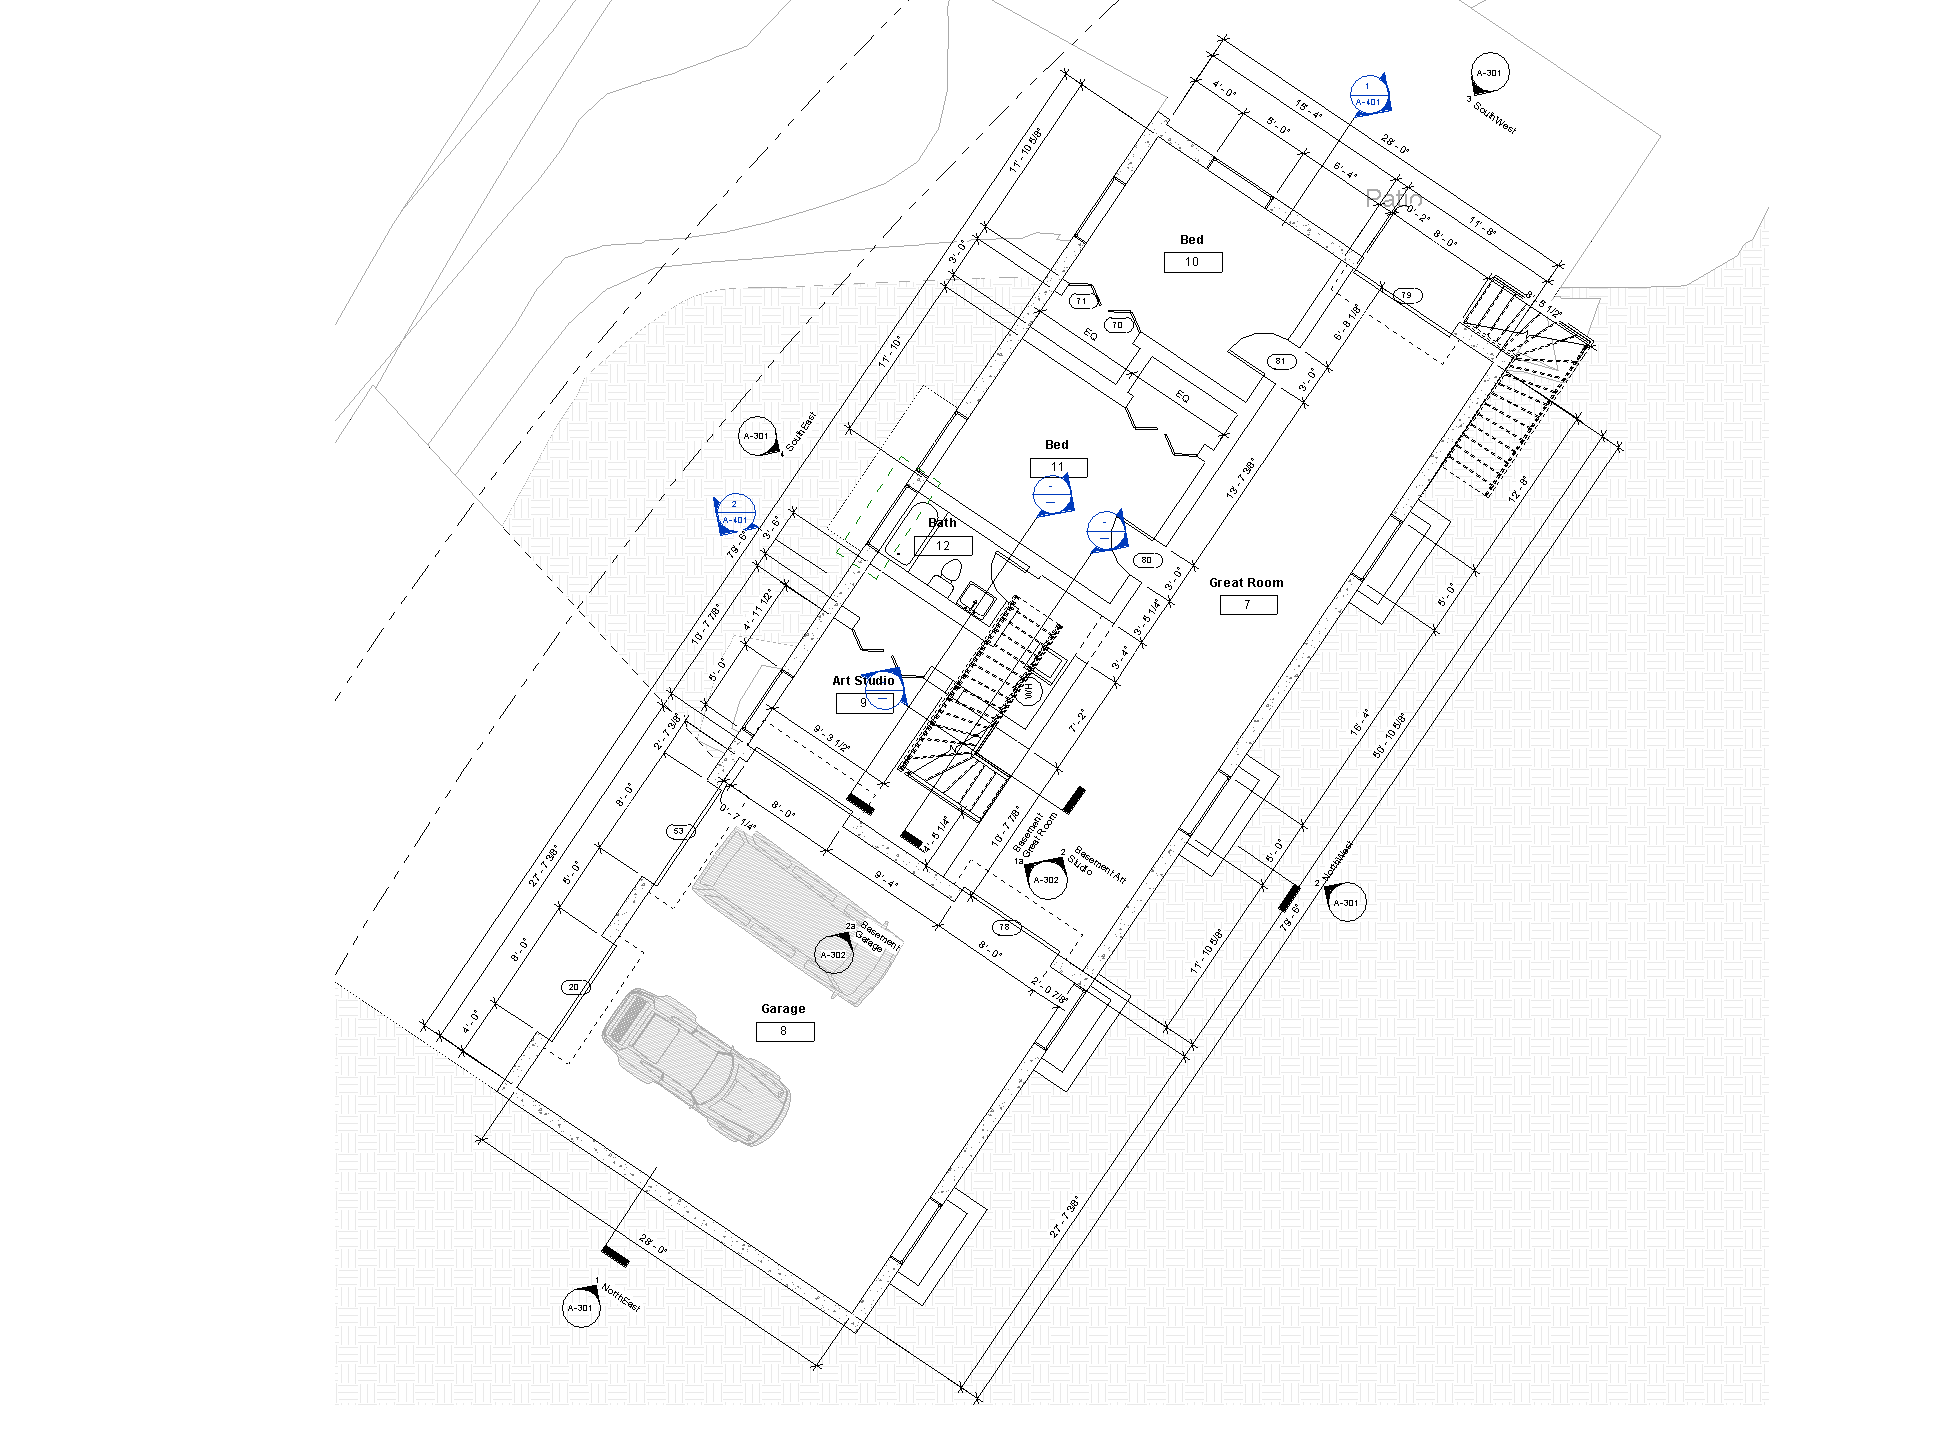 A-301
3 SouthWest
1
A-401
4'- 0"
15'- 4"
28'- 0"
5'- 0"
6'- 4"
Patio
0'- 2"
11'- 8"
8'- 0"
11'- 10 5/8"
Bed
10
3'- 0"
71
70
79
8'- 5 1/2"
6'- 8 1/8"
EQ
81
11'- 10"
3'- 0"
EQ
A-301
SouthEast
Bed
11
13'- 7 3/8"
12'- 8"
2
A-401
79'- 6"
3'- 6"
Bath
12
80
Great Room
7
3'- 0"
5'- 0"
4'- 11 1/2"
10'- 7 7/8"
3'- 5 1/4"
3'- 4"
5'- 0"
Art Studio
9
WH
7'- 2"
16'- 4"
50'- 10 5/8"
2'- 7 3/8"
9'- 3 1/2"
8'- 0"
8'- 0"
0'- 7 1/4"
53
4'- 5 1/4"
10'- 7 7/8"
Basement
Great Room
1a
2
Basement Art
Studio
A-302
5'- 0"
2 NorthWest
A-301
79'- 6"
27'- 7 3/8"
5'- 0"
9'- 4"
78
8'- 0"
2a
Basement
Garage
A-302
8'- 0"
11'- 10 5/8"
2'- 0 7/8"
20
4'- 0"
Garage
8
27'- 7 3/8"
28'- 0"
1 NorthEast
A-301